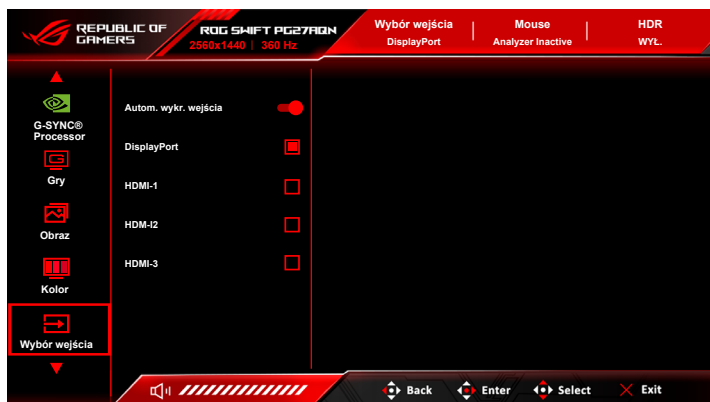 REPUBLIC OF
GAMERS
ROG SWIFT PG27AQN
2560x1440 | 360 Hz
Wybór wejścia
DisplayPort
Mouse
Analyzer Inactive
HDR
WYŁ.
G-SYNC®
Processor
Gry
Obraz
Kolor
Wybór wejścia
Autom. wykr. wejścia
DisplayPort
HDMI-1
HDM-I2
HDMI-3
Back
Enter
Select
Exit